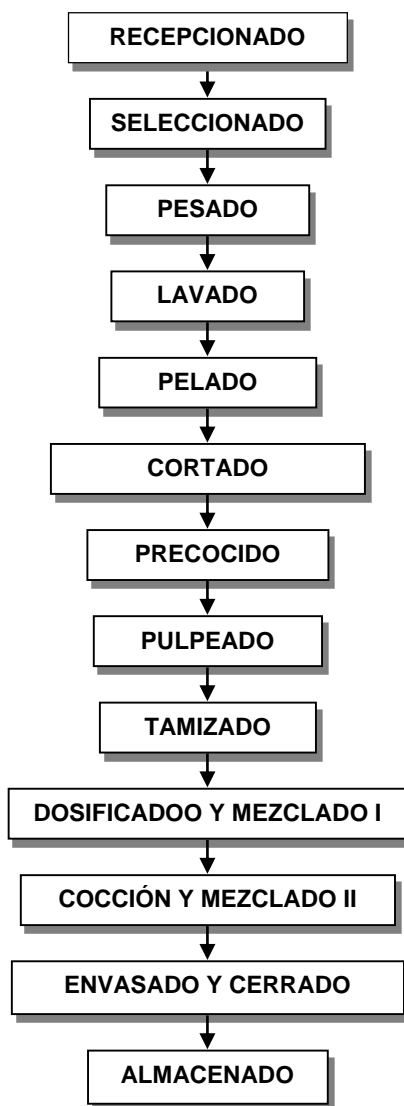 RECEPCIONADO
SELECCIONADO
PESADO
LAVADO
PELADO
CORTADO
PRECOCIDO
PULPEADO
TAMIZADO
DOSIFICADOO Y MEZCLADO I
COCCIÓN Y MEZCLADO II
ENVASADO Y CERRADO
ALMACENADO